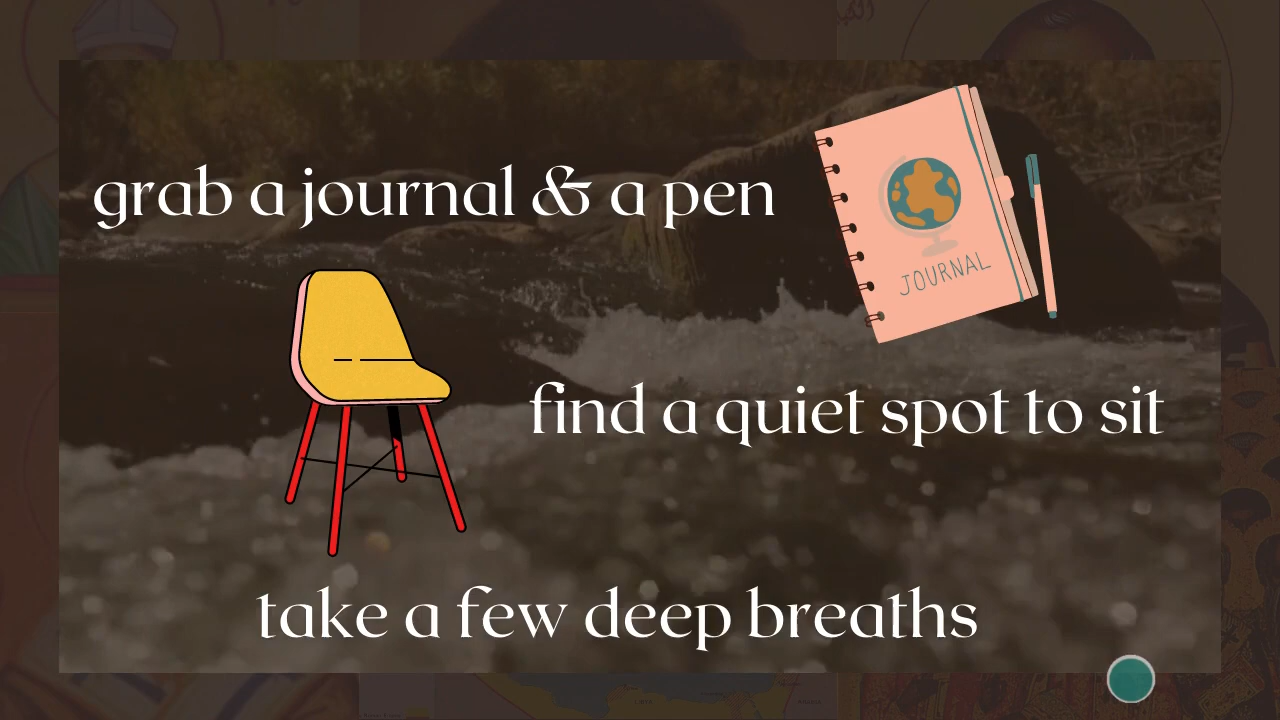 grab a journal & a pen
JOURNAL
find a quiet spot to sit
take a few deep breaths